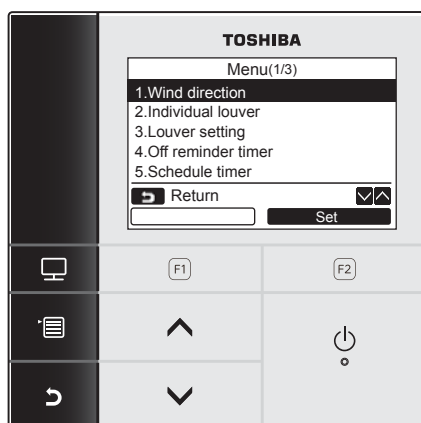 TOSHIBA
Menu(1/3)
1.Wind direction
2.Individual louver
3.Louver setting
4.Off reminder timer
5.Schedule timer
Return
Set
F1
F2